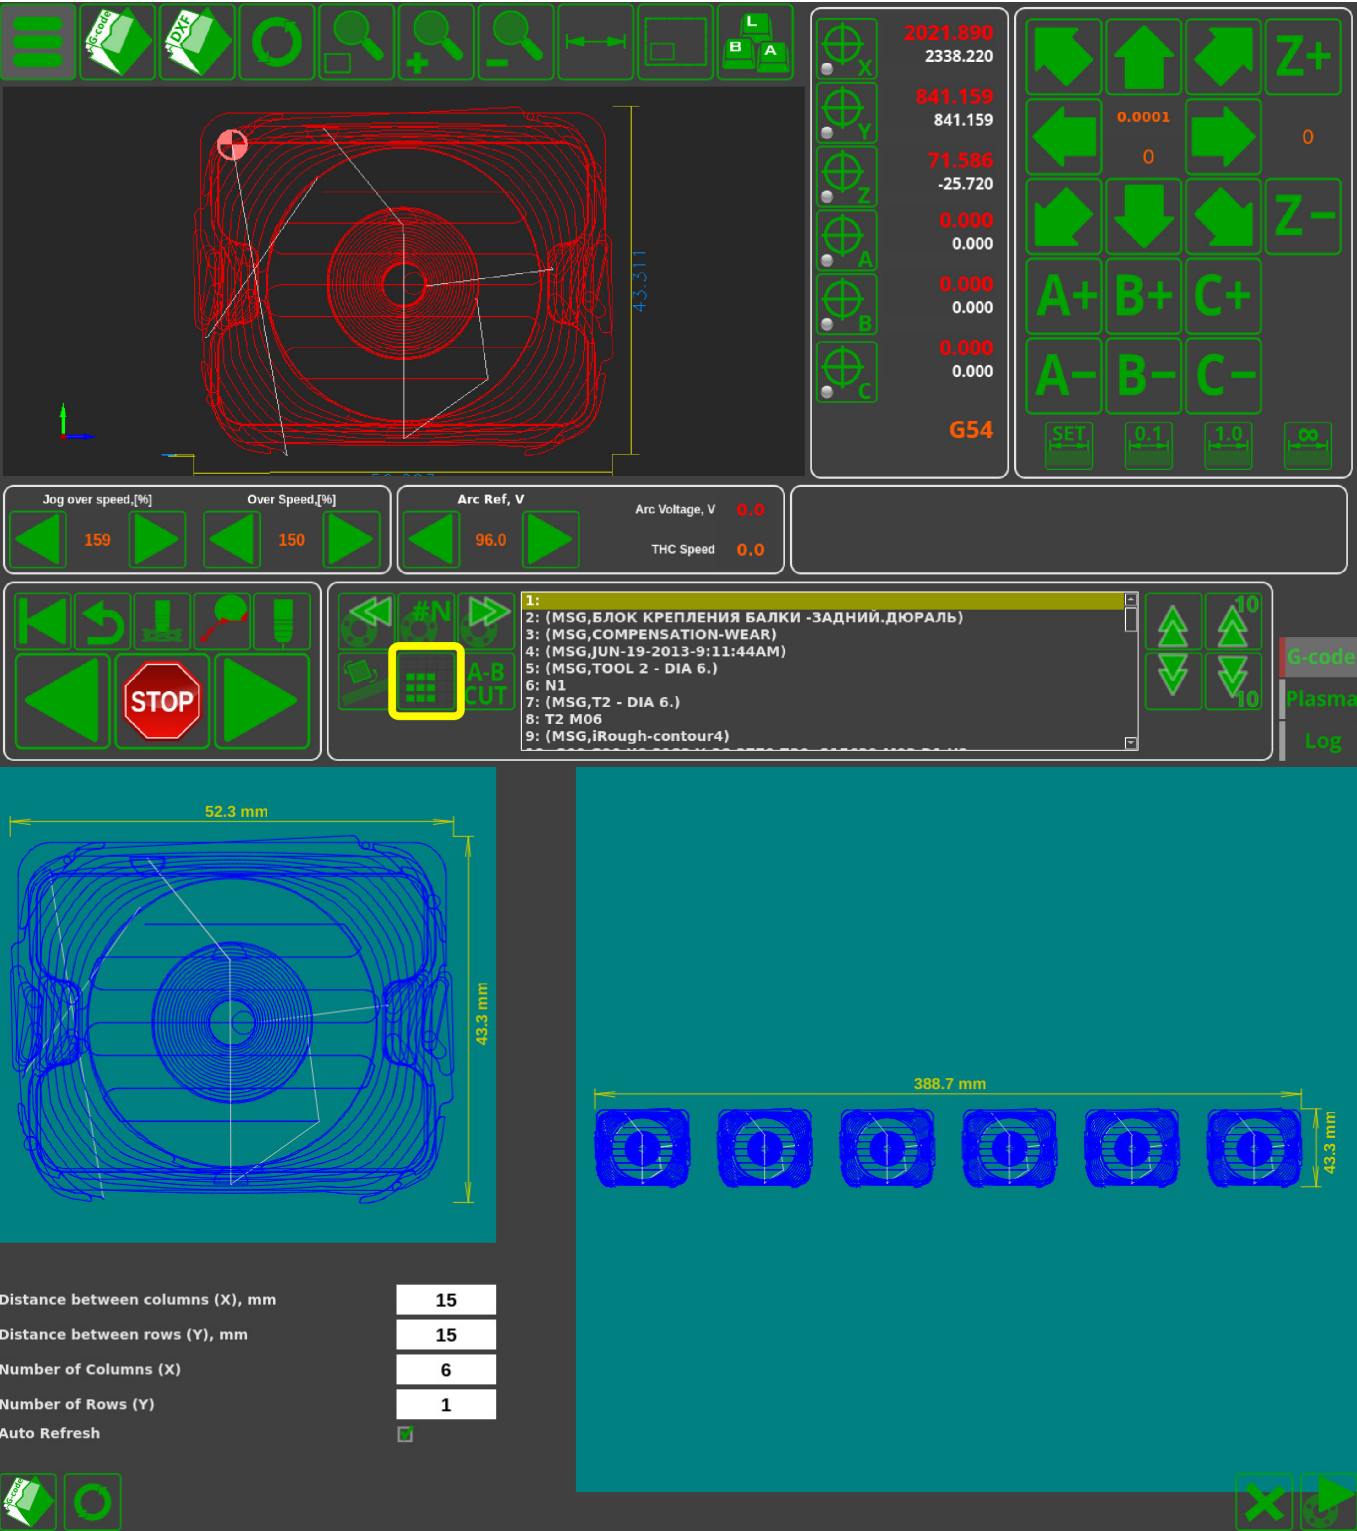 G-code
DXF
L
B
A
X
2021.890
2338.220
Y
841.159
841.159
Z
71.586
-25.720
A
0.000
0.000
B
0.000
0.000
C
0.000
0.000
G54
Z+
0.0001
0
0
Z-
A+ B+ C+
A- B- C-
SET 0.1 1.0 ∞
43.311
Jog over speed,[%]
159
Over Speed,[%]
150
Arc Ref, V
96.0
Arc Voltage, V 0.0
THC Speed 0.0
STOP
#N
A-B
CUT
1:
2: (MSG,БЛОК КРЕПЛЕНИЯ БАЛКИ -ЗАДНИЙ.ДЮРАЛЬ)
3: (MSG,COMPENSATION-WEAR)
4: (MSG,JUN-19-2013-9:11:44AM)
5: (MSG,TOOL 2 - DIA 6.)
6: N1
7: (MSG,T2 - DIA 6.)
8: T2 M06
9: (MSG,iRough-contour4)
10
10
G-code
Plasma
Log
52.3 mm
43.3 mm
388.7 mm
43.3 mm
Distance between columns (X), mm 15
Distance between rows (Y), mm 15
Number of Columns (X) 6
Number of Rows (Y) 1
Auto Refresh
G-code